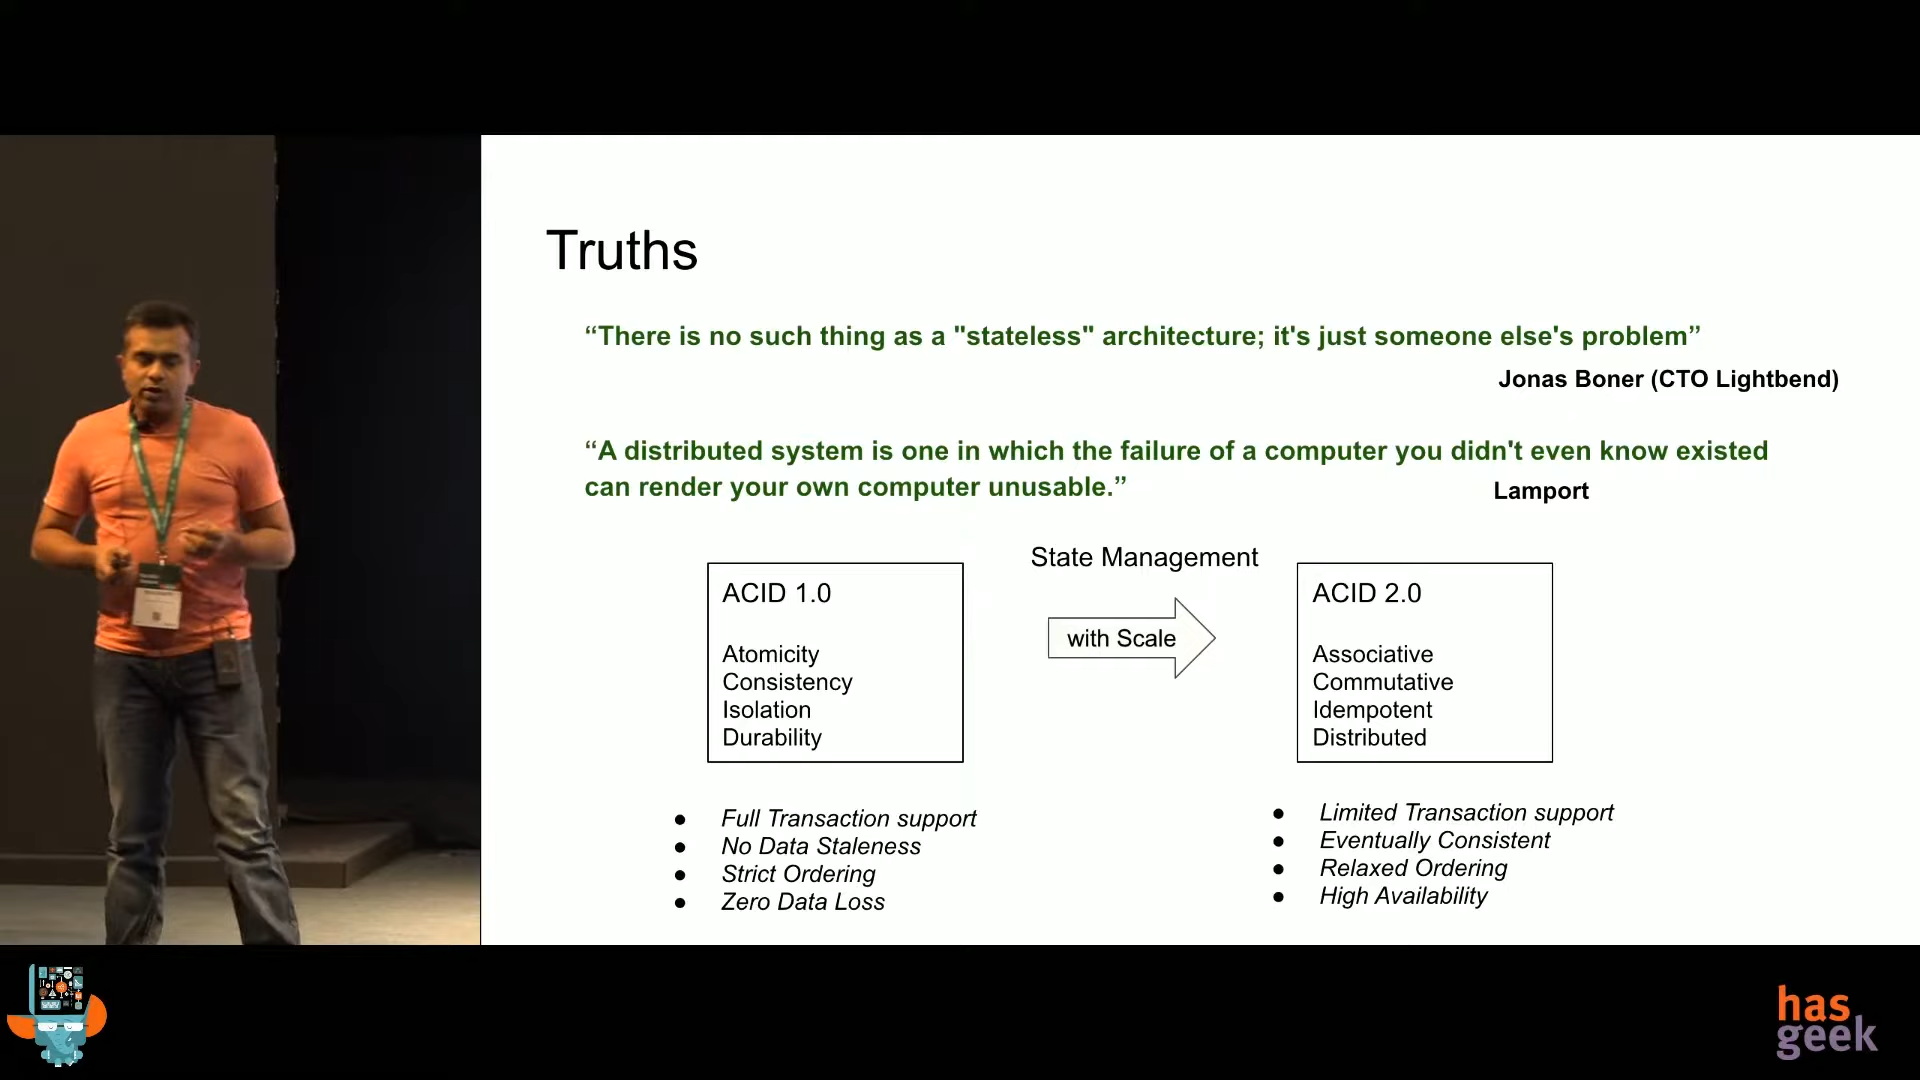 Truths
“There is no such thing as a "stateless" architecture; it's just someone else's problem”
Jonas Boner (CTO Lightbend)
“A distributed system is one in which the failure of a computer you didn't even know existed
can render your own computer unusable.”
Lamport
State Management
ACID 1.0
Atomicity
Consistency
Isolation
Durability
with Scale
ACID 2.0
Associative
Commutative
Idempotent
Distributed
● Full Transaction support
● No Data Staleness
● Strict Ordering
● Zero Data Loss
● Limited Transaction support
● Eventually Consistent
● Relaxed Ordering
● High Availability
has
geek